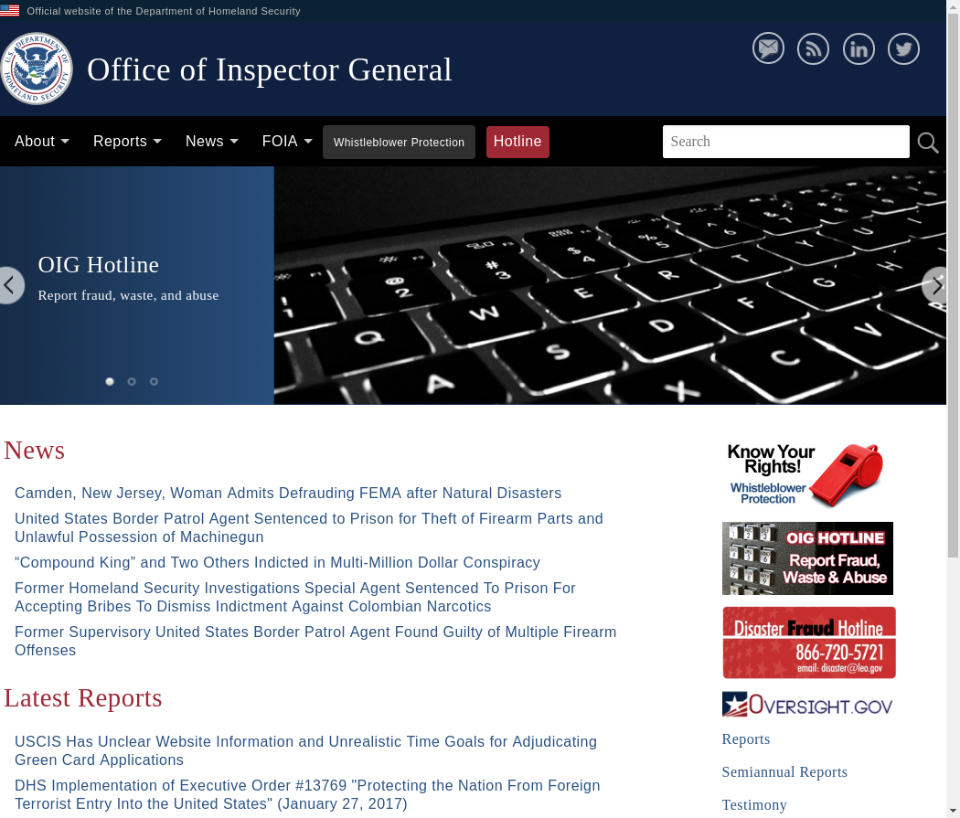 Official website of the Department of Homeland Security
U.S. DEPARTMENT OF
HOMELAND SECURITY
Office of Inspector General
in
About
Reports
News
FOIA
Whistleblower Protection
Hotline
Search
OIG Hotline
Report fraud, waste, and abuse
# 3
$ 4
% 5
@ 2
Q W E R T Y U
A S D F G H
X C V
News
Camden, New Jersey, Woman Admits Defrauding FEMA after Natural Disasters
United States Border Patrol Agent Sentenced to Prison for Theft of Firearm Parts and
Unlawful Possession of Machinegun
“Compound King” and Two Others Indicted in Multi-Million Dollar Conspiracy
Former Homeland Security Investigations Special Agent Sentenced To Prison For
Accepting Bribes To Dismiss Indictment Against Colombian Narcotics
Former Supervisory United States Border Patrol Agent Found Guilty of Multiple Firearm
Offenses
Latest Reports
USCIS Has Unclear Website Information and Unrealistic Time Goals for Adjudicating
Green Card Applications
DHS Implementation of Executive Order #13769 "Protecting the Nation From Foreign
Terrorist Entry Into the United States" (January 27, 2017)
Know Your
Rights!
Whistleblower
Protection
OIG HOTLINE
Report Fraud,
Waste & Abuse
Disaster Fraud Hotline
866-720-5721
email: disaster@leo.gov
OVERSIGHT.GOV
Reports
Semiannual Reports
Testimony